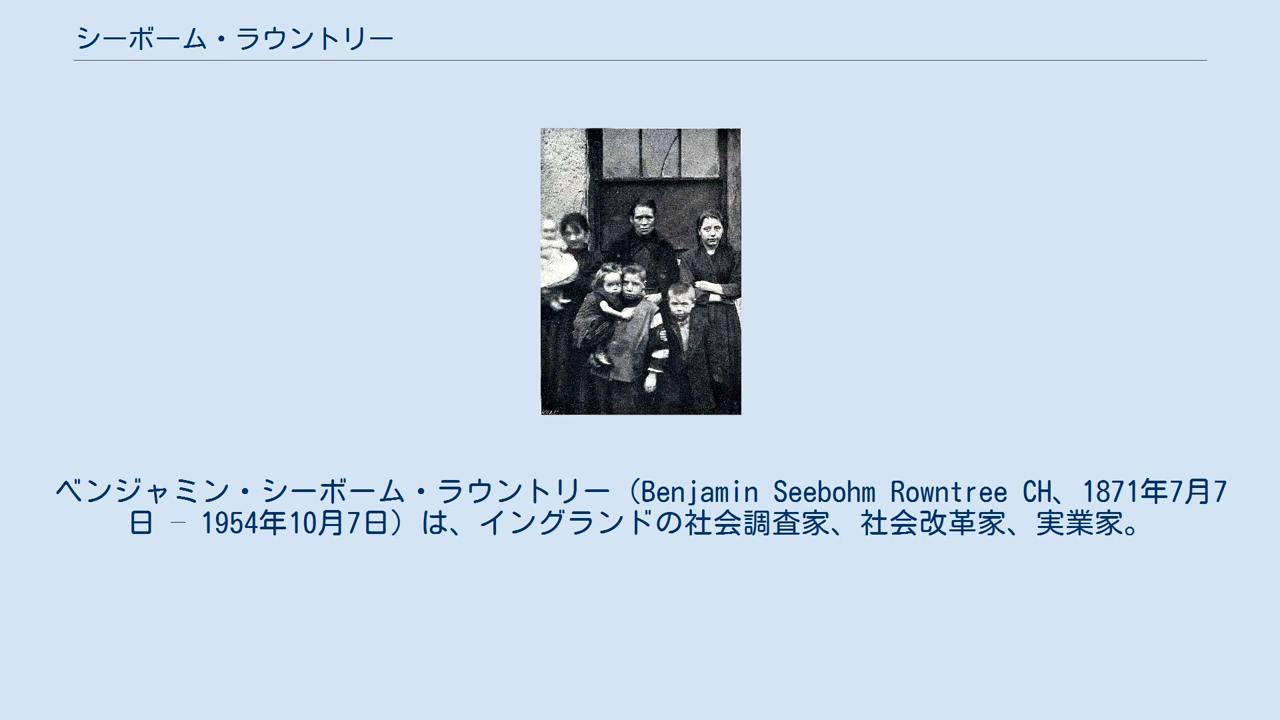 シーボーム・ラウントリー
ベンジャミン・シーボーム・ラウントリー（Benjamin Seebohm Rowntree CH、1871年7月7
日 – 1954年10月7日）は、イングランドの社会調査家、社会改革家、実業家。